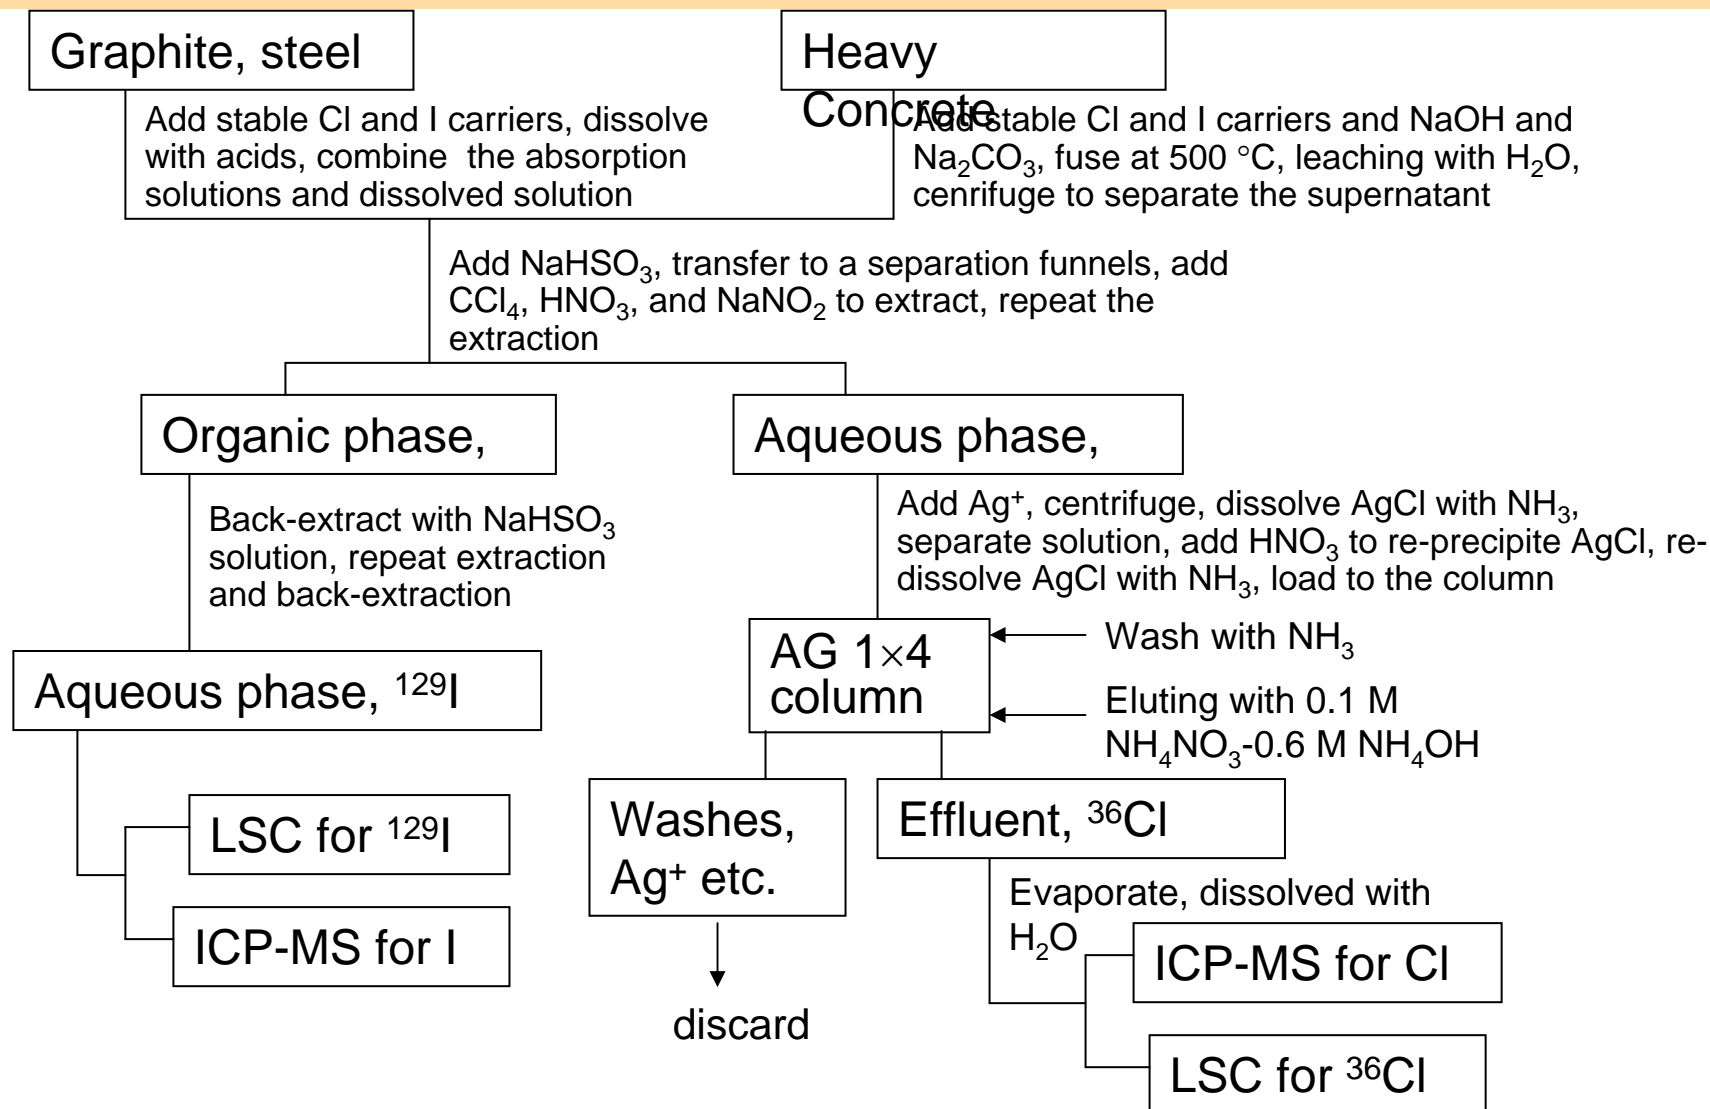 Graphite, steel
Heavy
Concrete
Add stable Cl and I carriers, dissolve
with acids, combine the absorption
solutions and dissolved solution
Add stable Cl and I carriers and NaOH and
Na₂CO₃, fuse at 500 °C, leaching with H₂O,
cenrifuge to separate the supernatant
Add NaHSO₃, transfer to a separation funnels, add
CCl₄, HNO₃, and NaNO₂ to extract, repeat the
extraction
Organic phase,
Aqueous phase,
Back-extract with NaHSO₃
solution, repeat extraction
and back-extraction
Add Ag⁺, centrifuge, dissolve AgCl with NH₃,
separate solution, add HNO₃ to re-precipite AgCl, re-
dissolve AgCl with NH₃, load to the column
AG 1×4
column
Wash with NH₃
Eluting with 0.1 M
NH₄NO₃-0.6 M NH₄OH
Aqueous phase, ¹²⁹I
LSC for ¹²⁹I
ICP-MS for I
Washes,
Ag⁺ etc.
discard
Effluent, ³⁶Cl
Evaporate, dissolved with
H₂O
ICP-MS for Cl
LSC for ³⁶Cl